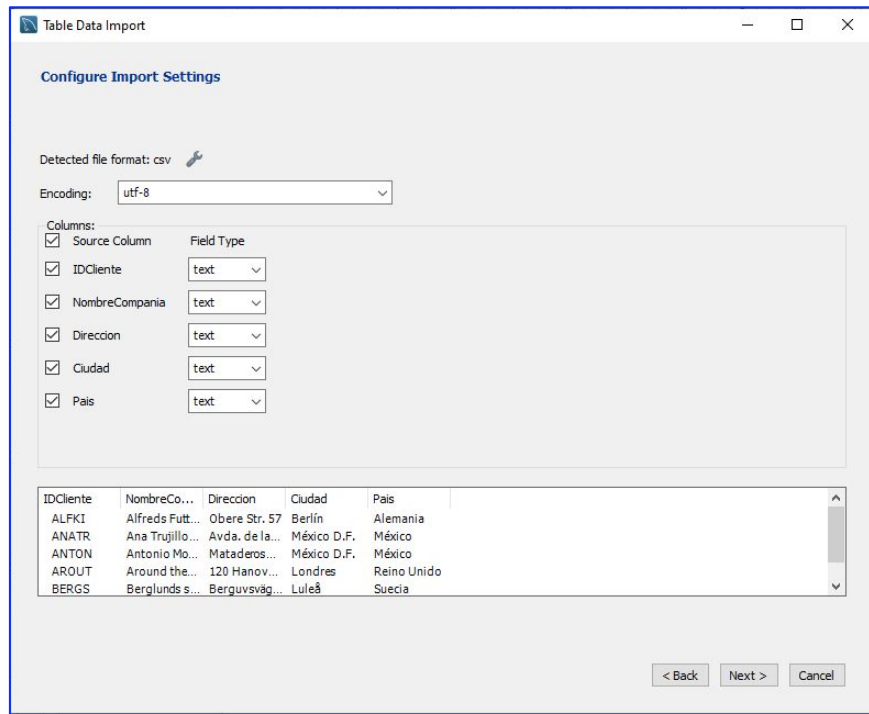 Table Data Import
Configure Import Settings
Detected file format: csv
Encoding: utf-8
Columns:
Source Column Field Type
IDCliente text
NombreCompania text
Direccion text
Ciudad text
Pais text
IDCliente NombreCo... Direccion Ciudad Pais
ALFKI Alfreds Futt... Obere Str. 57 Berlín Alemania
ANATR Ana Trujillo... Avda. de la... México D.F. México
ANTON Antonio Mo... Mataderos... México D.F. México
AROUT Around the... 120 Hanov... Londres Reino Unido
BERGS Berglunds s... Berguvsväg... Luleå Suecia
< Back Next > Cancel